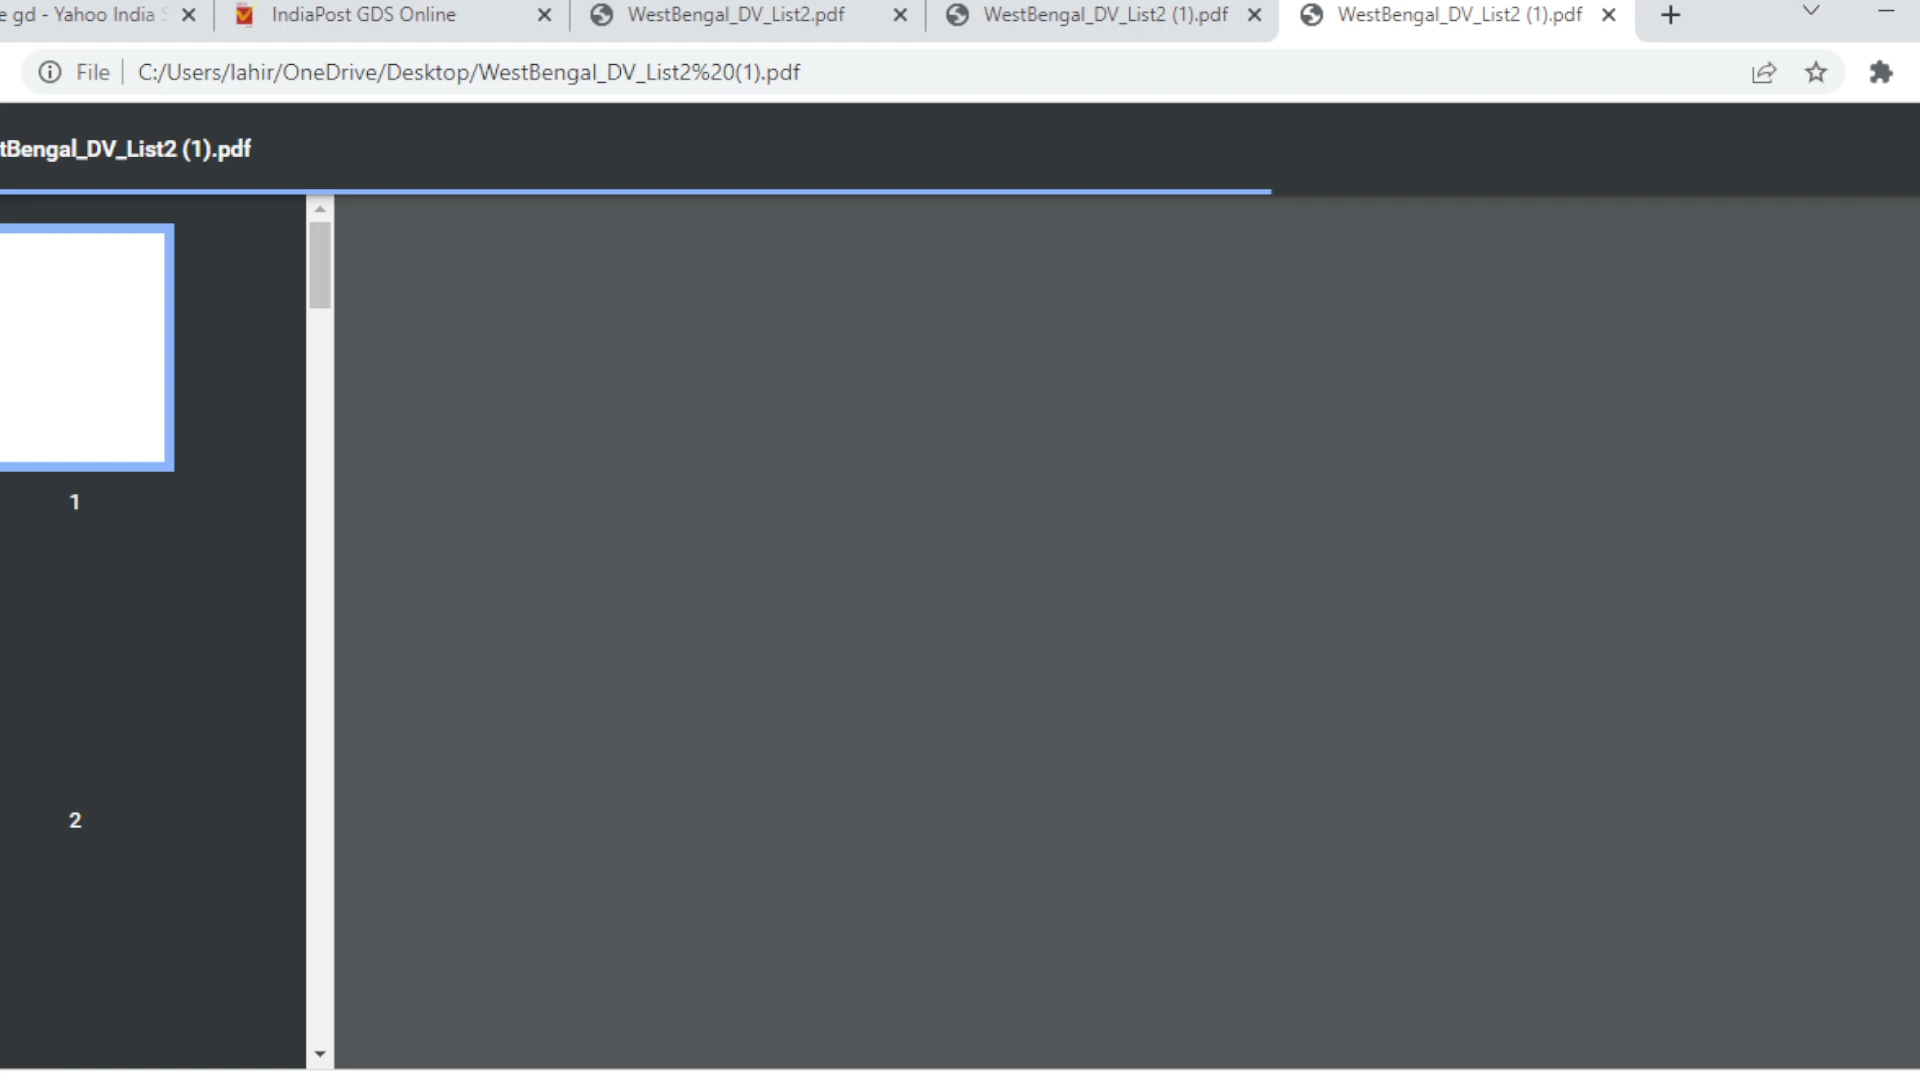 e gd - Yahoo India S
IndiaPost GDS Online
WestBengal_DV_List2.pdf
WestBengal_DV_List2 (1).pdf
WestBengal_DV_List2 (1).pdf
File
C:/Users/lahir/OneDrive/Desktop/WestBengal_DV_List2%20(1).pdf
tBengal_DV_List2 (1).pdf
1
2